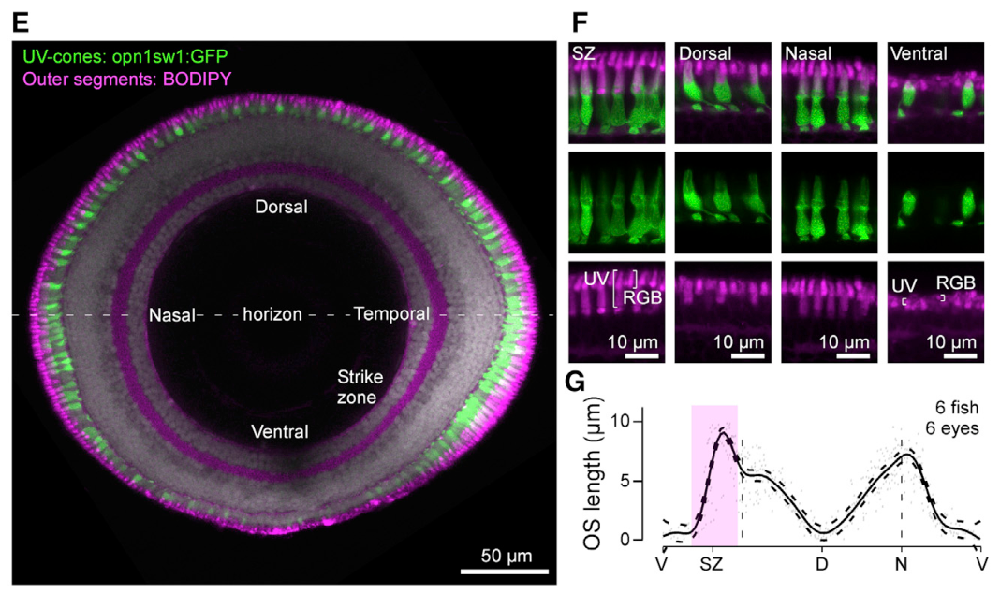 E
UV-cones: opn1sw1:GFP
Outer segments: BODIPY
Dorsal
Nasal
horizon
Temporal
Strike
zone
Ventral
50 µm
F
SZ
Dorsal
Nasal
Ventral
UV
RGB
UV
RGB
10 µm
10 µm
10 µm
10 µm
G
6 fish
6 eyes
OS length (µm)
10
5
0
V
SZ
D
N
V